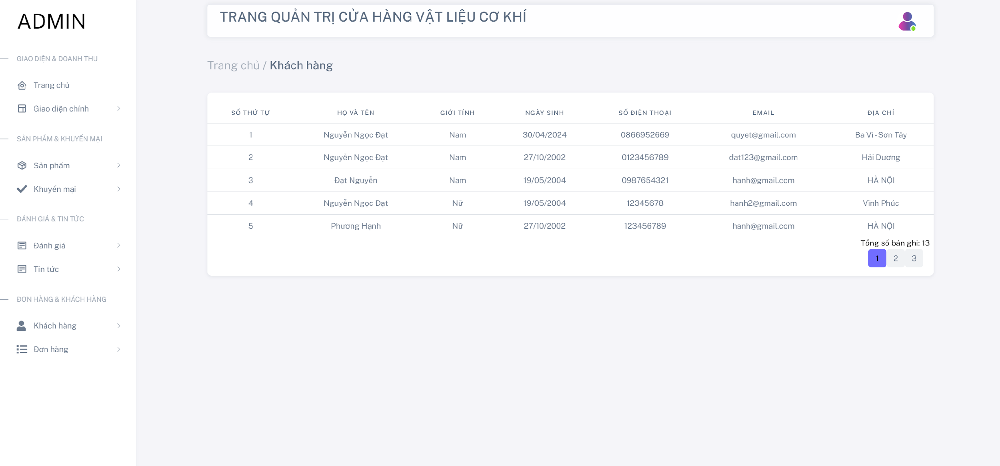 ADMIN
GIAO DIỆN & DOANH THU
Trang chủ
Giao diện chính
SẢN PHẨM & KHUYẾN MẠI
Sản phẩm
Khuyến mại
ĐÁNH GIÁ & TIN TỨC
Đánh giá
Tin tức
ĐƠN HÀNG & KHÁCH HÀNG
Khách hàng
Đơn hàng
TRANG QUẢN TRỊ CỬA HÀNG VẬT LIỆU CƠ KHÍ
Trang chủ / Khách hàng
SỐ THỨ TỰ HỌ VÀ TÊN GIỚI TÍNH NGÀY SINH SỐ ĐIỆN THOẠI EMAIL ĐỊA CHỈ
1 Nguyễn Ngọc Đạt Nam 30/04/2024 0866952669 quyet@gmail.com Ba Vì - Sơn Tây
2 Nguyễn Ngọc Đạt Nam 27/10/2002 0123456789 dat123@gmail.com Hải Dương
3 Đạt Nguyễn Nam 19/05/2004 0987654321 hanh@gmail.com HÀ NỘI
4 Nguyễn Ngọc Đạt Nữ 19/05/2004 12345678 hanh2@gmail.com Vĩnh Phúc
5 Phương Hạnh Nữ 27/10/2002 123456789 hanh@gmail.com HÀ NỘI
Tổng số bản ghi: 13
1 2 3